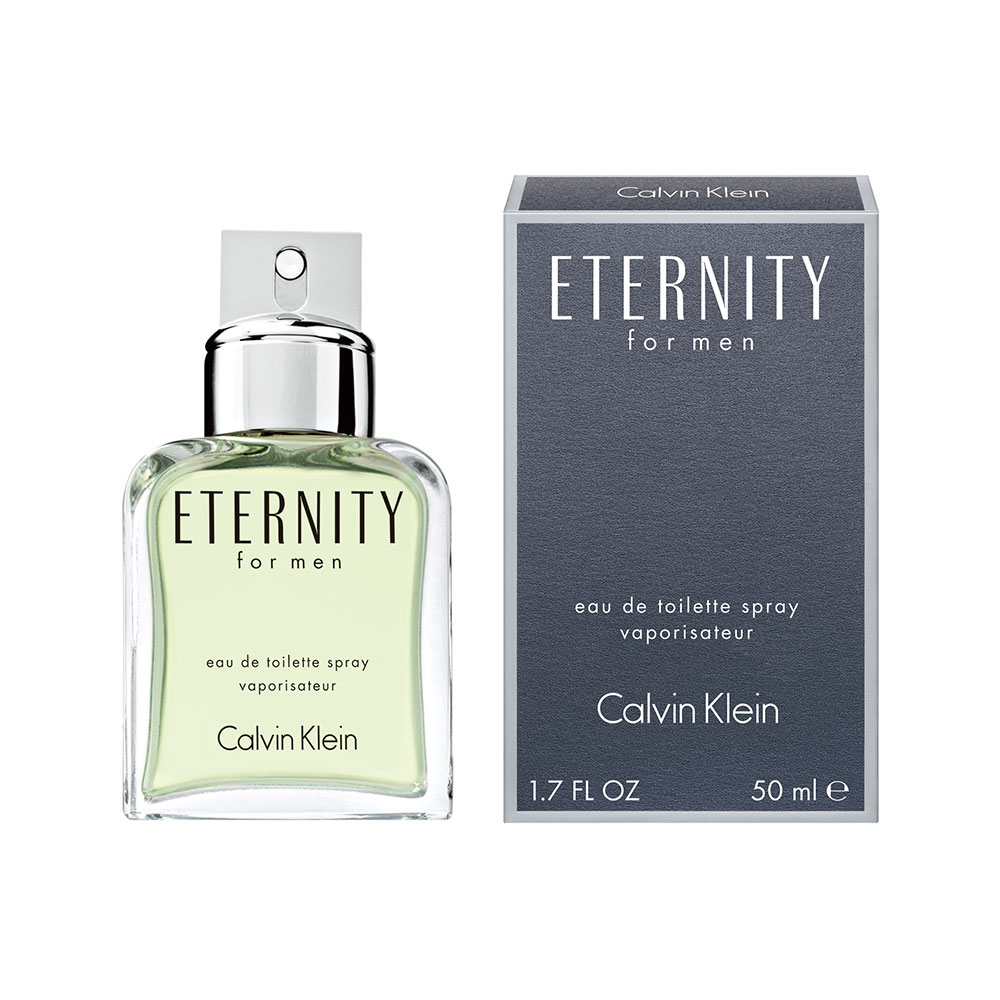 ETERNITY
for men
eau de toilette spray
vaporisateur
Calvin Klein
Calvin Klein
ETERNITY
for men
eau de toilette spray
vaporisateur
Calvin Klein
1.7 FL OZ 50 ml ℮